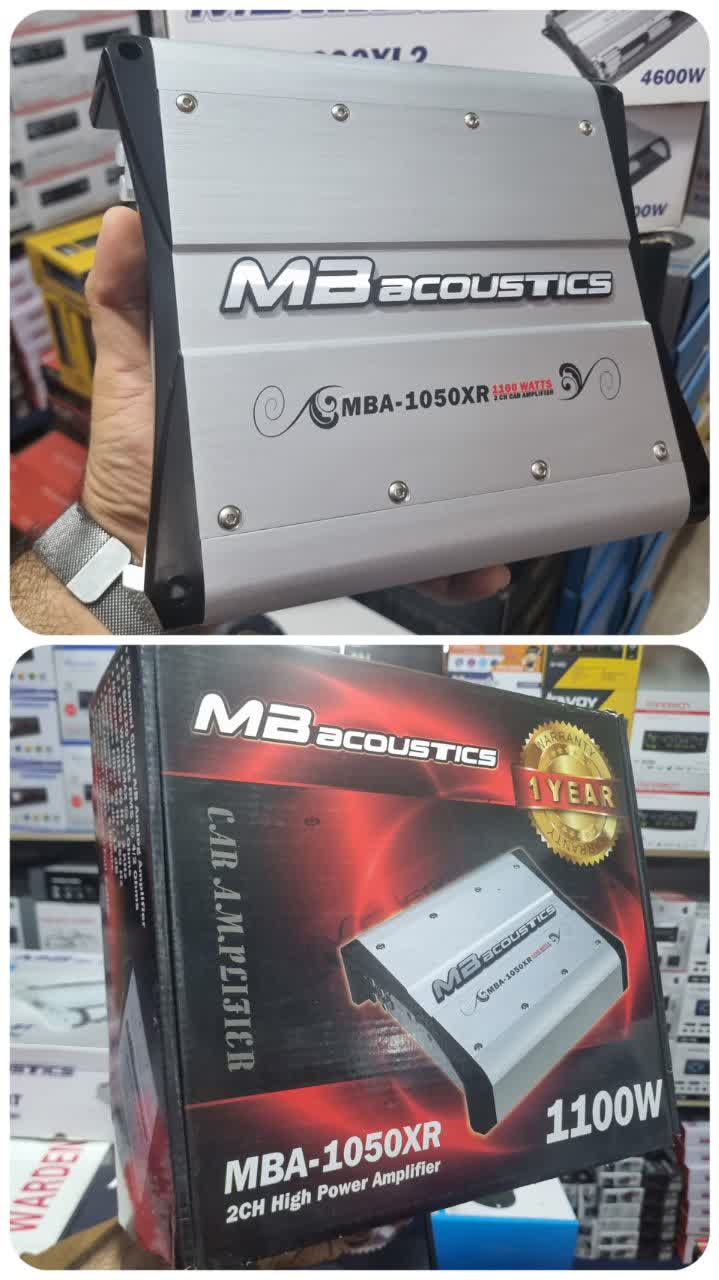 4600W
MB acoustics
MBA-1050XR
1100 WATTS
2 CH CAR AMPLIFIER
MB acoustics
WARRANTY
1 YEAR
WARRANTY
CAR AMPLIFIER
MB acoustics
MBA-1050XR
1100W
MBA-1050XR
2CH High Power Amplifier
WARDEN